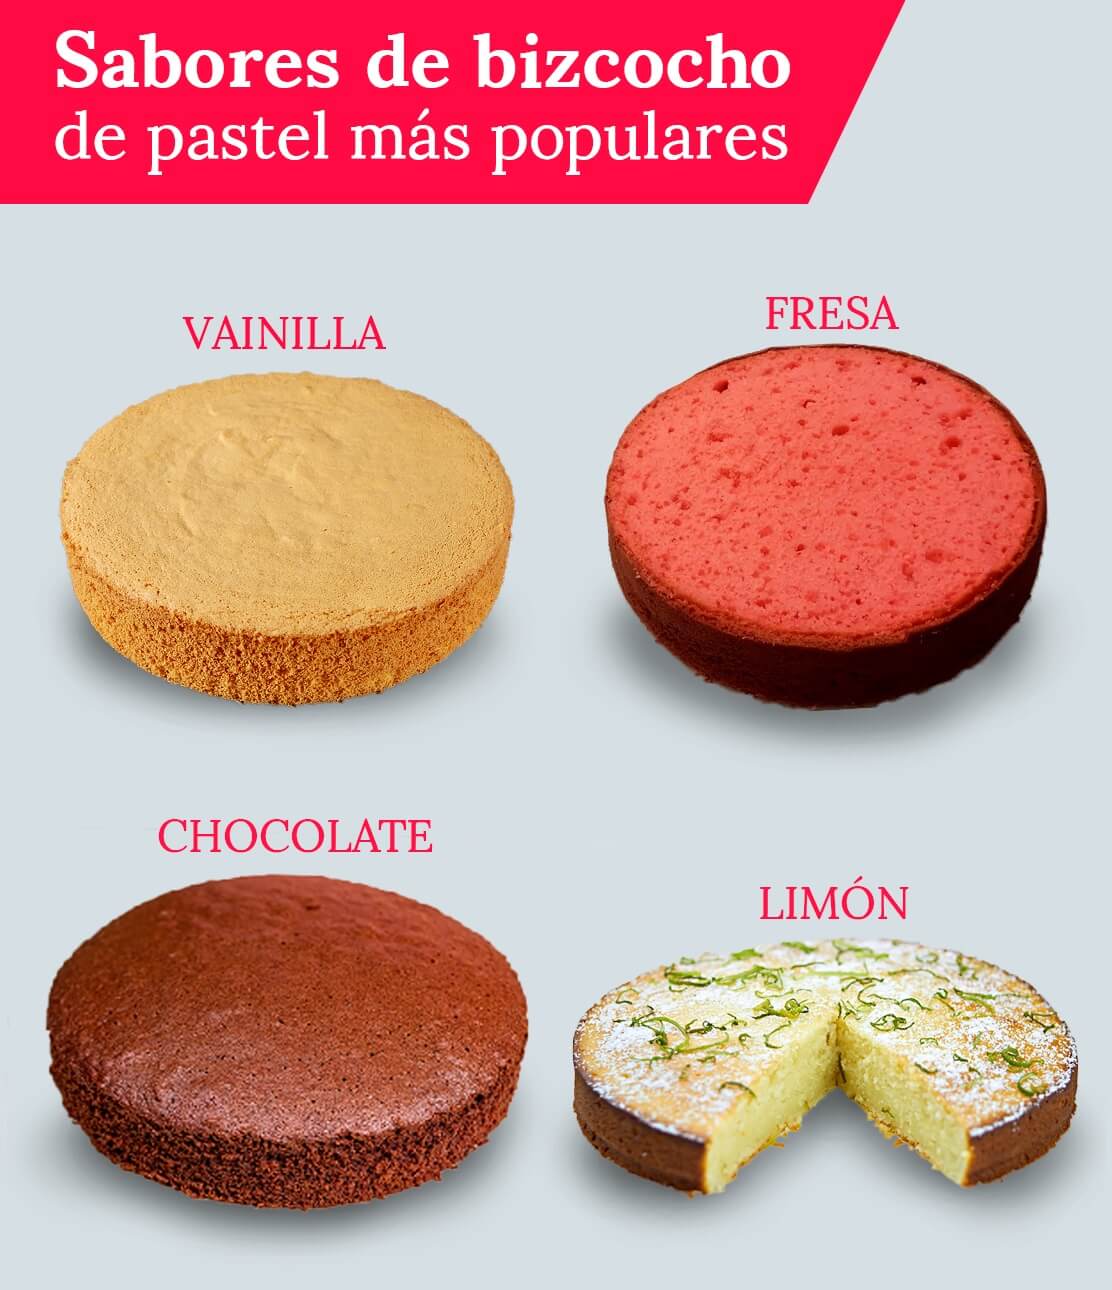 Sabores de bizcocho
de pastel más populares
VAINILLA
FRESA
CHOCOLATE
LIMÓN